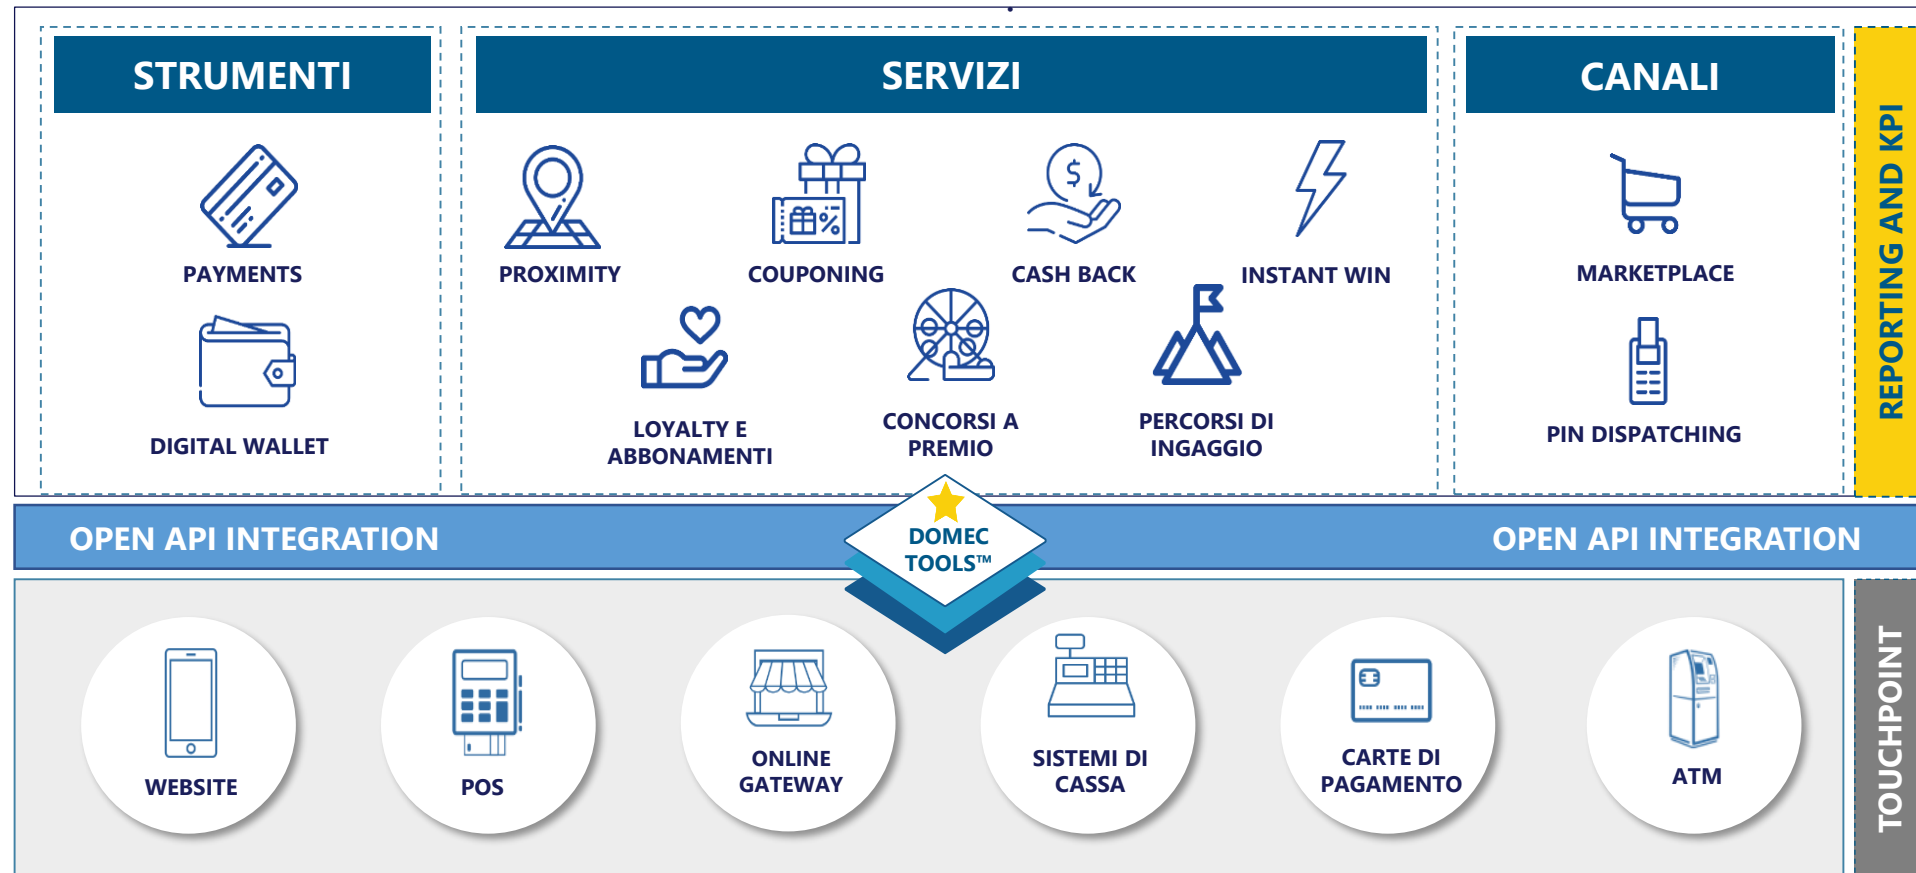 STRUMENTI
SERVIZI
CANALI
REPORTING AND KPI
PAYMENTS
PROXIMITY
COUPONING
$
CASH BACK
INSTANT WIN
MARKETPLACE
%
DIGITAL WALLET
LOYALTY E
ABBONAMENTI
CONCORSI A
PREMIO
PERCORSI DI
INGAGGIO
PIN DISPATCHING
OPEN API INTEGRATION
DOMEC
TOOLS™
OPEN API INTEGRATION
WEBSITE
POS
ONLINE
GATEWAY
SISTEMI DI
CASSA
CARTE DI
PAGAMENTO
ATM
TOUCHPOINT